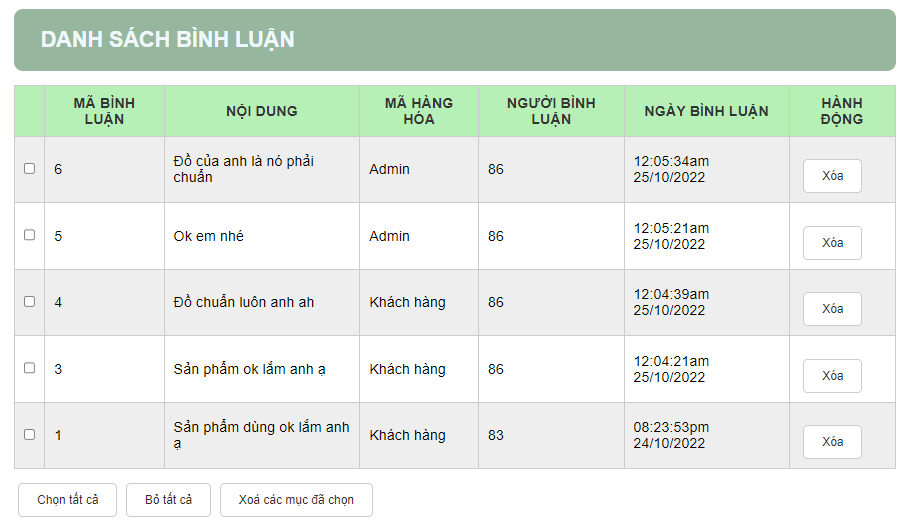 DANH SÁCH BÌNH LUẬN
MÃ BÌNH LUẬN NỘI DUNG MÃ HÀNG HÓA NGƯỜI BÌNH LUẬN NGÀY BÌNH LUẬN HÀNH ĐỘNG
6 Đồ của anh là nó phải chuẩn Admin 86 12:05:34am 25/10/2022 Xóa
5 Ok em nhé Admin 86 12:05:21am 25/10/2022 Xóa
4 Đồ chuẩn luôn anh ah Khách hàng 86 12:04:39am 25/10/2022 Xóa
3 Sản phẩm ok lắm anh ạ Khách hàng 86 12:04:21am 25/10/2022 Xóa
1 Sản phẩm dùng ok lắm anh ạ Khách hàng 83 08:23:53pm 24/10/2022 Xóa
Chọn tất cả Bỏ tất cả Xoá các mục đã chọn